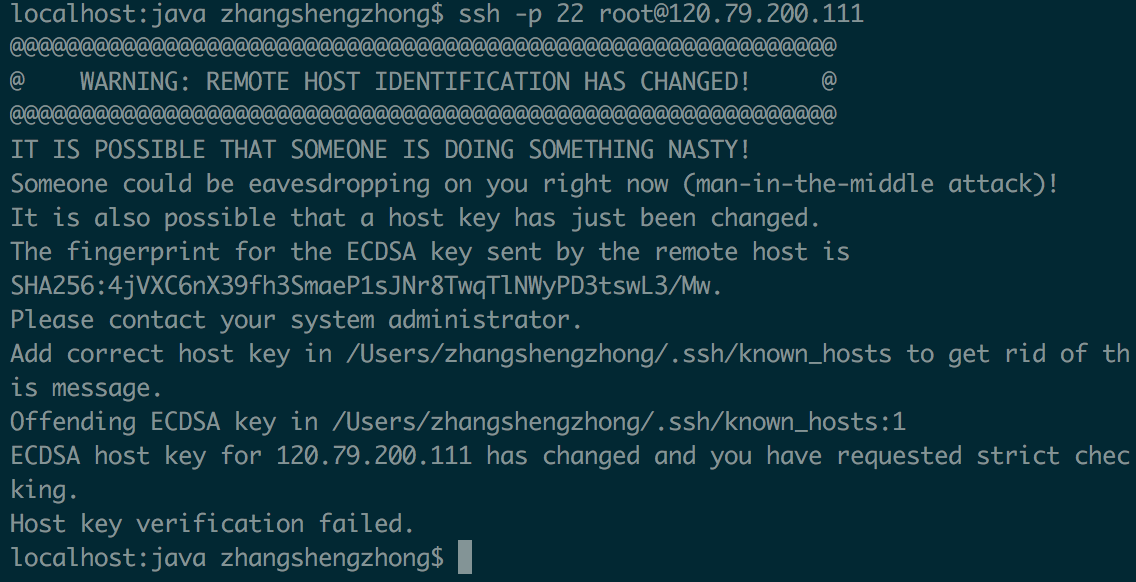 localhost:java zhangshengzhong$ ssh -p 22 root@120.79.200.111
@@@@@@@@@@@@@@@@@@@@@@@@@@@@@@@@@@@@@@@@@@@@@@@@@@@@@@@@@@@
@    WARNING: REMOTE HOST IDENTIFICATION HAS CHANGED!     @
@@@@@@@@@@@@@@@@@@@@@@@@@@@@@@@@@@@@@@@@@@@@@@@@@@@@@@@@@@@
IT IS POSSIBLE THAT SOMEONE IS DOING SOMETHING NASTY!
Someone could be eavesdropping on you right now (man-in-the-middle attack)!
It is also possible that a host key has just been changed.
The fingerprint for the ECDSA key sent by the remote host is
SHA256:4jVXC6nX39fh3SmaeP1sJNr8TwqTlNWyPD3tswL3/Mw.
Please contact your system administrator.
Add correct host key in /Users/zhangshengzhong/.ssh/known_hosts to get rid of th
is message.
Offending ECDSA key in /Users/zhangshengzhong/.ssh/known_hosts:1
ECDSA host key for 120.79.200.111 has changed and you have requested strict chec
king.
Host key verification failed.
localhost:java zhangshengzhong$